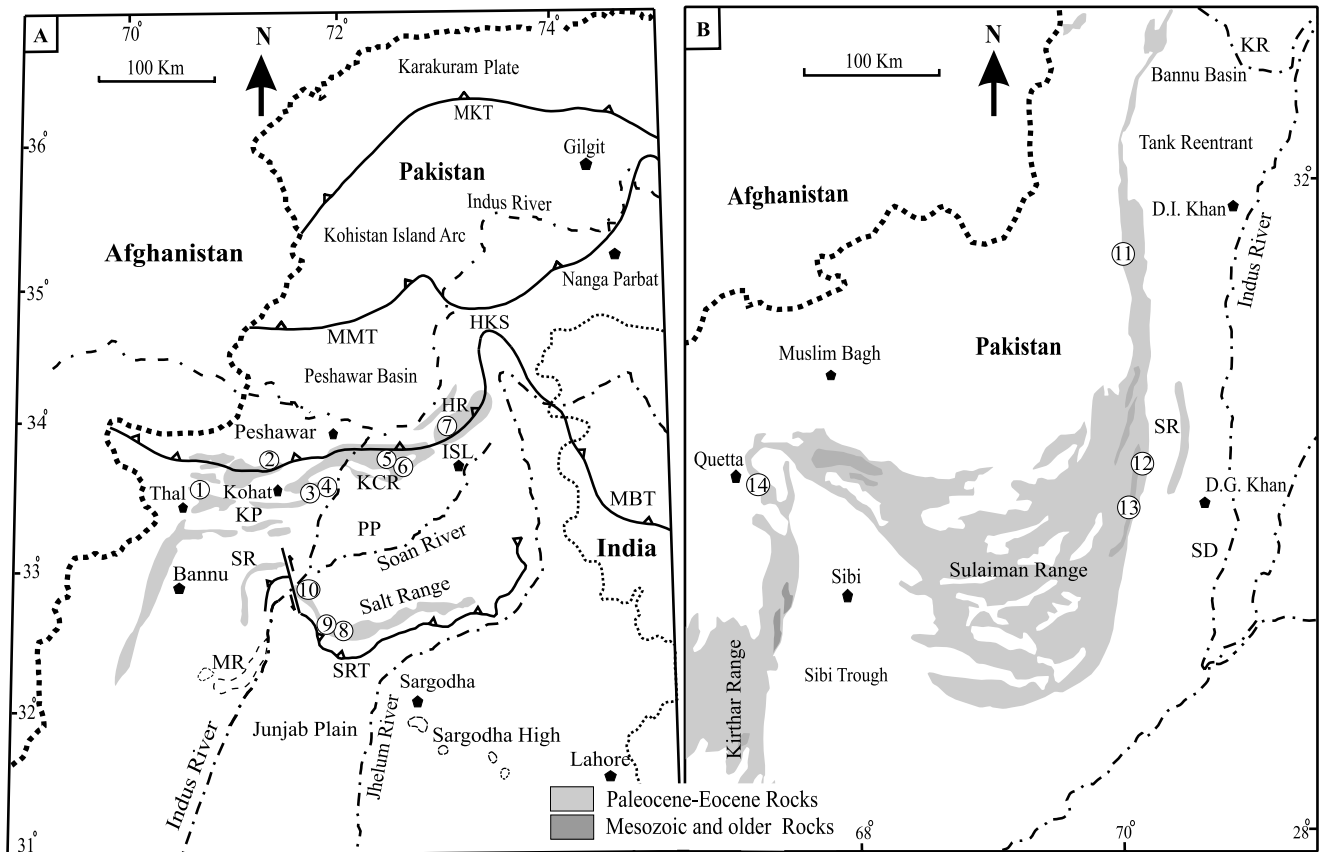 70°
72
74°
A
N
100 Km
Karakuram Plate
MKT
36°
Gilgit
Pakistan
Indus River
Kohistan Island Arc
Afghanistan
Nanga Parbat
35°
HKS
MMT
Peshawar Basin
HR
34°
7
Peshawar
2
5
6
ISL
Thal
1
Kohat
3
4
KCR
MBT
KP
PP
Soan River
India
33°
SR
Bannu
10
Salt Range
9
8
MR
SRT
Sargodha
32°
Junjab Plain
Jhelum River
Sargodha High
Indus River
Lahore
31°
B
N
KR
100 Km
Bannu Basin
Tank Reentrant
32°
Afghanistan
D.I. Khan
11
Indus River
Muslim Bagh
Pakistan
SR
Quetta
12
14
D.G. Khan
13
SD
Sulaiman Range
Sibi
Kirthar Range
Sibi Trough
Paleocene-Eocene Rocks
Mesozoic and older Rocks
68°
70°
28°